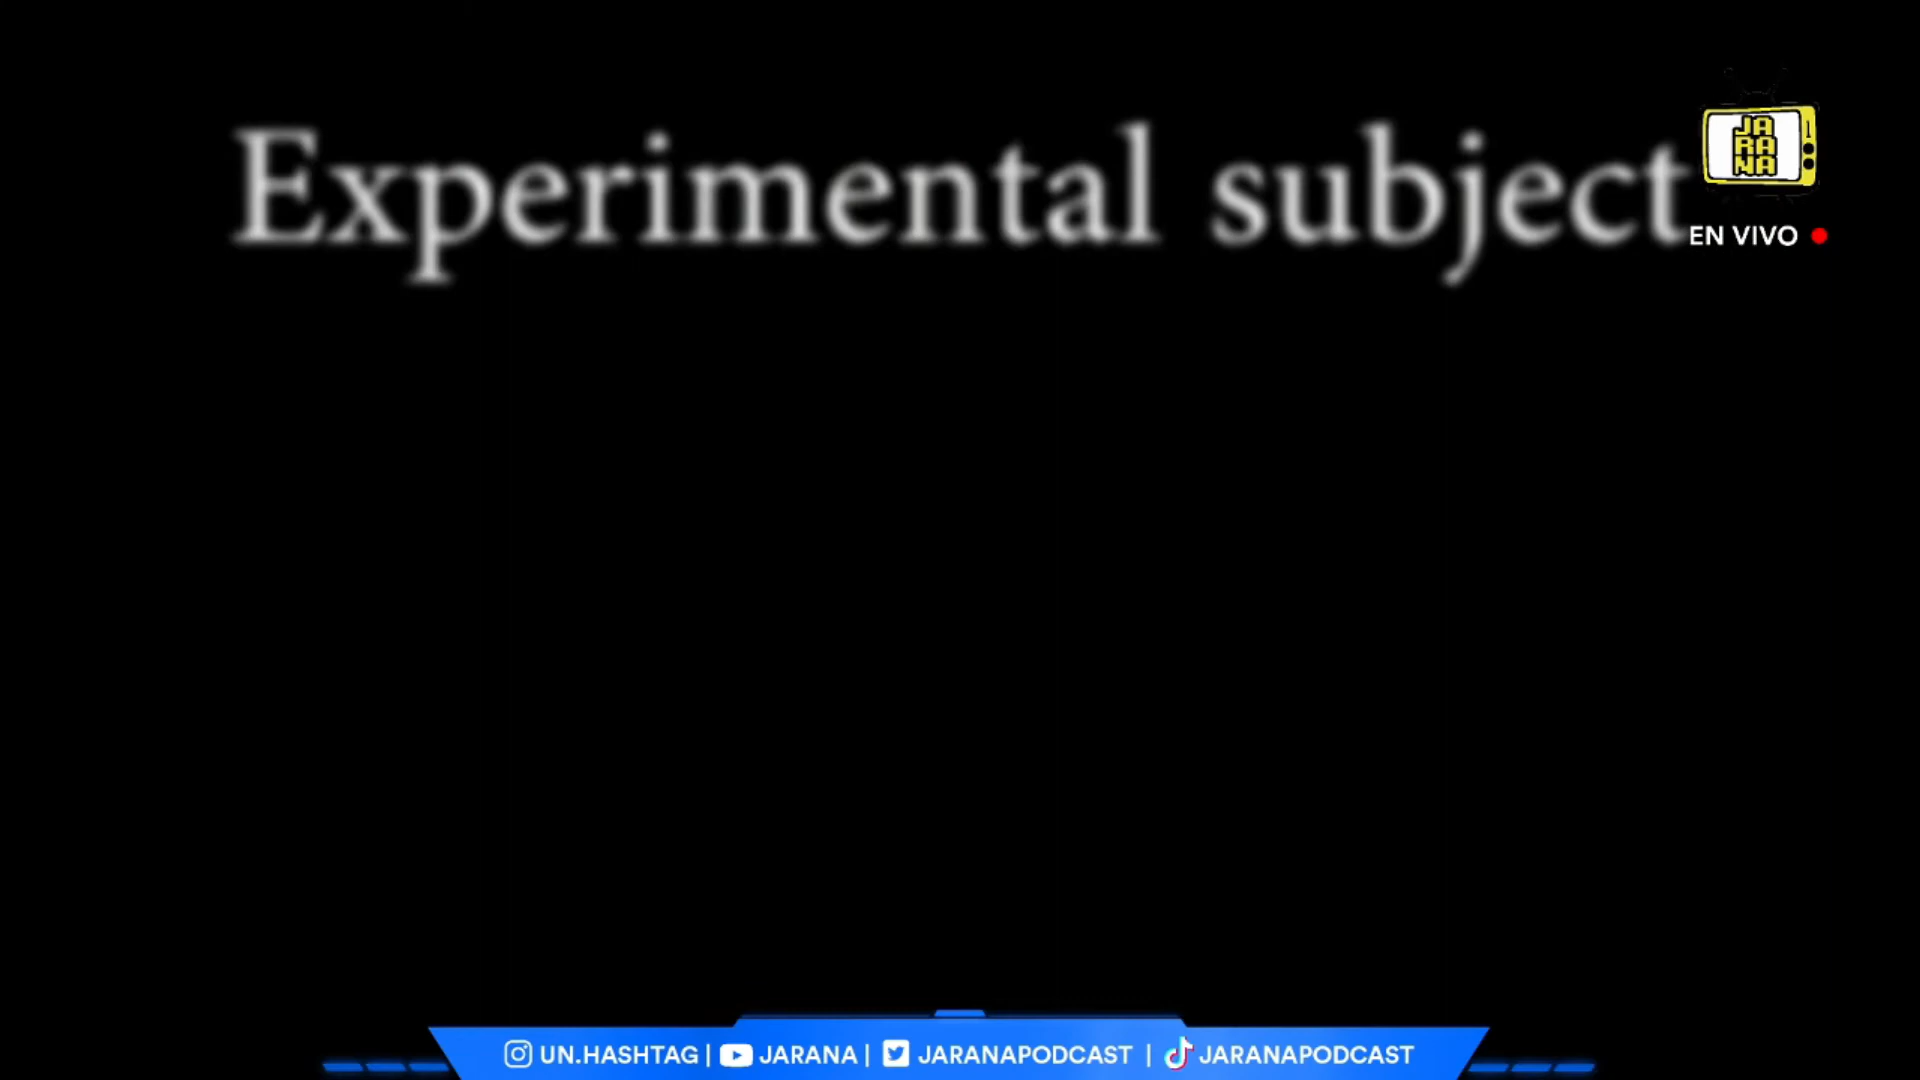 Experimental subject
JA
RA
NA
EN VIVO
UN.HASHTAG | JARANA | JARANAPODCAST | JARANAPODCAST